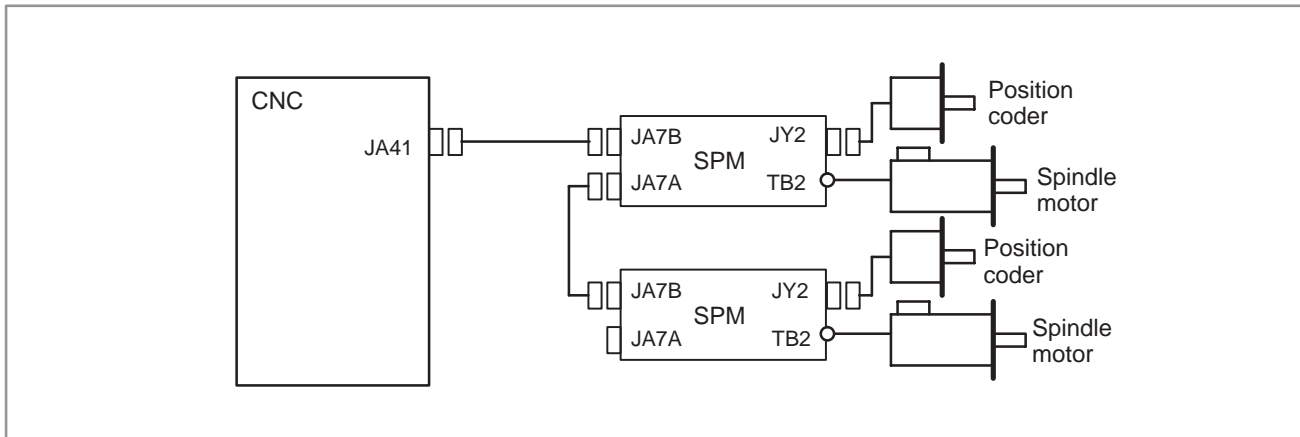 CNC
JA41
JA7B
JY2
SPM
JA7A
TB2
Position
coder
Spindle
motor
JA7B
JY2
SPM
JA7A
TB2
Position
coder
Spindle
motor